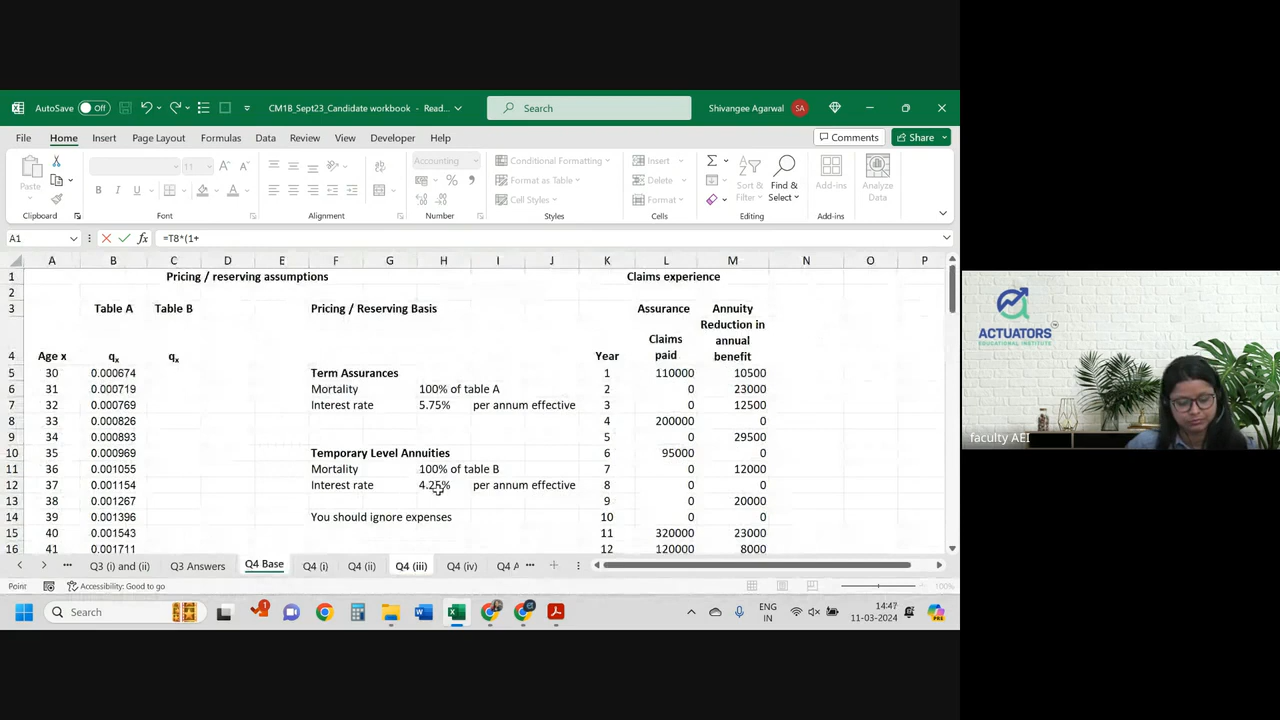 AutoSave Off CM1B_Sept23_Candidate workbook - Read... Search Shivangee Agarwal SA
File Home Insert Page Layout Formulas Data Review View Developer Help Comments Share
Paste 11 A A B I U A Accounting % Conditional Formatting Format as Table Cell Styles Insert Delete Format Sort & Filter Find & Select Add-ins Analyze Data
Clipboard Font Alignment Number Styles Cells Editing Add-ins
A1 fx =T8*(1+
A B C D E F G H I J K L M N O P
1 Pricing / reserving assumptions Claims experience
2
3 Table A Table B Pricing / Reserving Basis Assurance Annuity
Reduction in
Claims annual
4 Age x qx qx Year paid benefit
5 30 0.000674 Term Assurances 1 110000 10500
6 31 0.000719 Mortality 100% of table A 2 0 23000
7 32 0.000769 Interest rate 5.75% per annum effective 3 0 12500
8 33 0.000826 4 200000 0
9 34 0.000893 5 0 29500
10 35 0.000969 Temporary Level Annuities 6 95000 0
11 36 0.001055 Mortality 100% of table B 7 0 12000
12 37 0.001154 Interest rate 4.25% per annum effective 8 0 0
13 38 0.001267 9 0 20000
14 39 0.001396 You should ignore expenses 10 0 0
15 40 0.001543 11 320000 23000
16 41 0.001711 12 120000 8000
... Q3 (i) and (ii) Q3 Answers Q4 Base Q4 (i) Q4 (ii) Q4 (iii) Q4 (iv) Q4 A ...
Point Accessibility: Good to go 100%
Search 1 ENG IN 14:47 11-03-2024
ACTUATORS
EDUCATIONAL INSTITUTE
faculty AEI